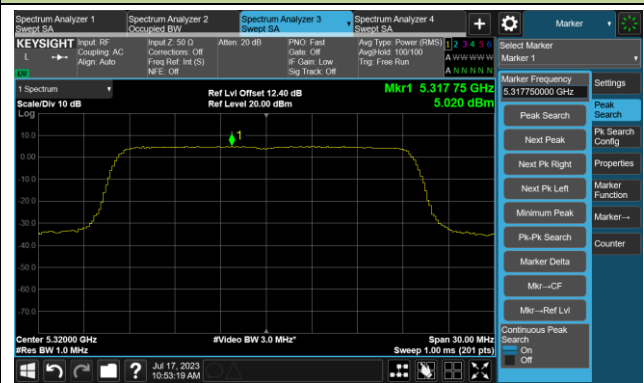 Spectrum Analyzer 1
Swept SA
Spectrum Analyzer 2
Occupied BW
Spectrum Analyzer 3
Swept SA
Spectrum Analyzer 4
Swept SA
+
Marker
KEYSIGHT
L
Input: RF
Coupling: AC
Align: Auto
Input Z: 50 Ω
Corrections: Off
Freq Ref: Int (S)
NFE: Off
Atten: 20 dB
PNO: Fast
Gate: Off
IF Gain: Low
Sig Track: Off
Avg Type: Power (RMS)
Avg|Hold: 100/100
Trig: Free Run
1 2 3 4 5 6
A W W W W W
A N N N N N
Select Marker
Marker 1
1 Spectrum
Scale/Div 10 dB
Log
Ref Lvl Offset 12.40 dB
Ref Level 20.00 dBm
Mkr1 5.317 75 GHz
5.020 dBm
10.0
0.00
-10.0
-20.0
-30.0
-40.0
-50.0
-60.0
-70.0
1
Center 5.32000 GHz
#Res BW 1.0 MHz
#Video BW 3.0 MHz*
Span 30.00 MHz
Sweep 1.00 ms (201 pts)
Marker Frequency
5.317750000 GHz
Peak Search
Next Peak
Next Pk Right
Next Pk Left
Minimum Peak
Pk-Pk Search
Marker Delta
Mkr→CF
Mkr→Ref Lvl
Continuous Peak
Search
On
Off
Settings
Peak
Search
Pk Search
Config
Properties
Marker
Function
Marker→
Counter
?
Jul 17, 2023
10:53:19 AM